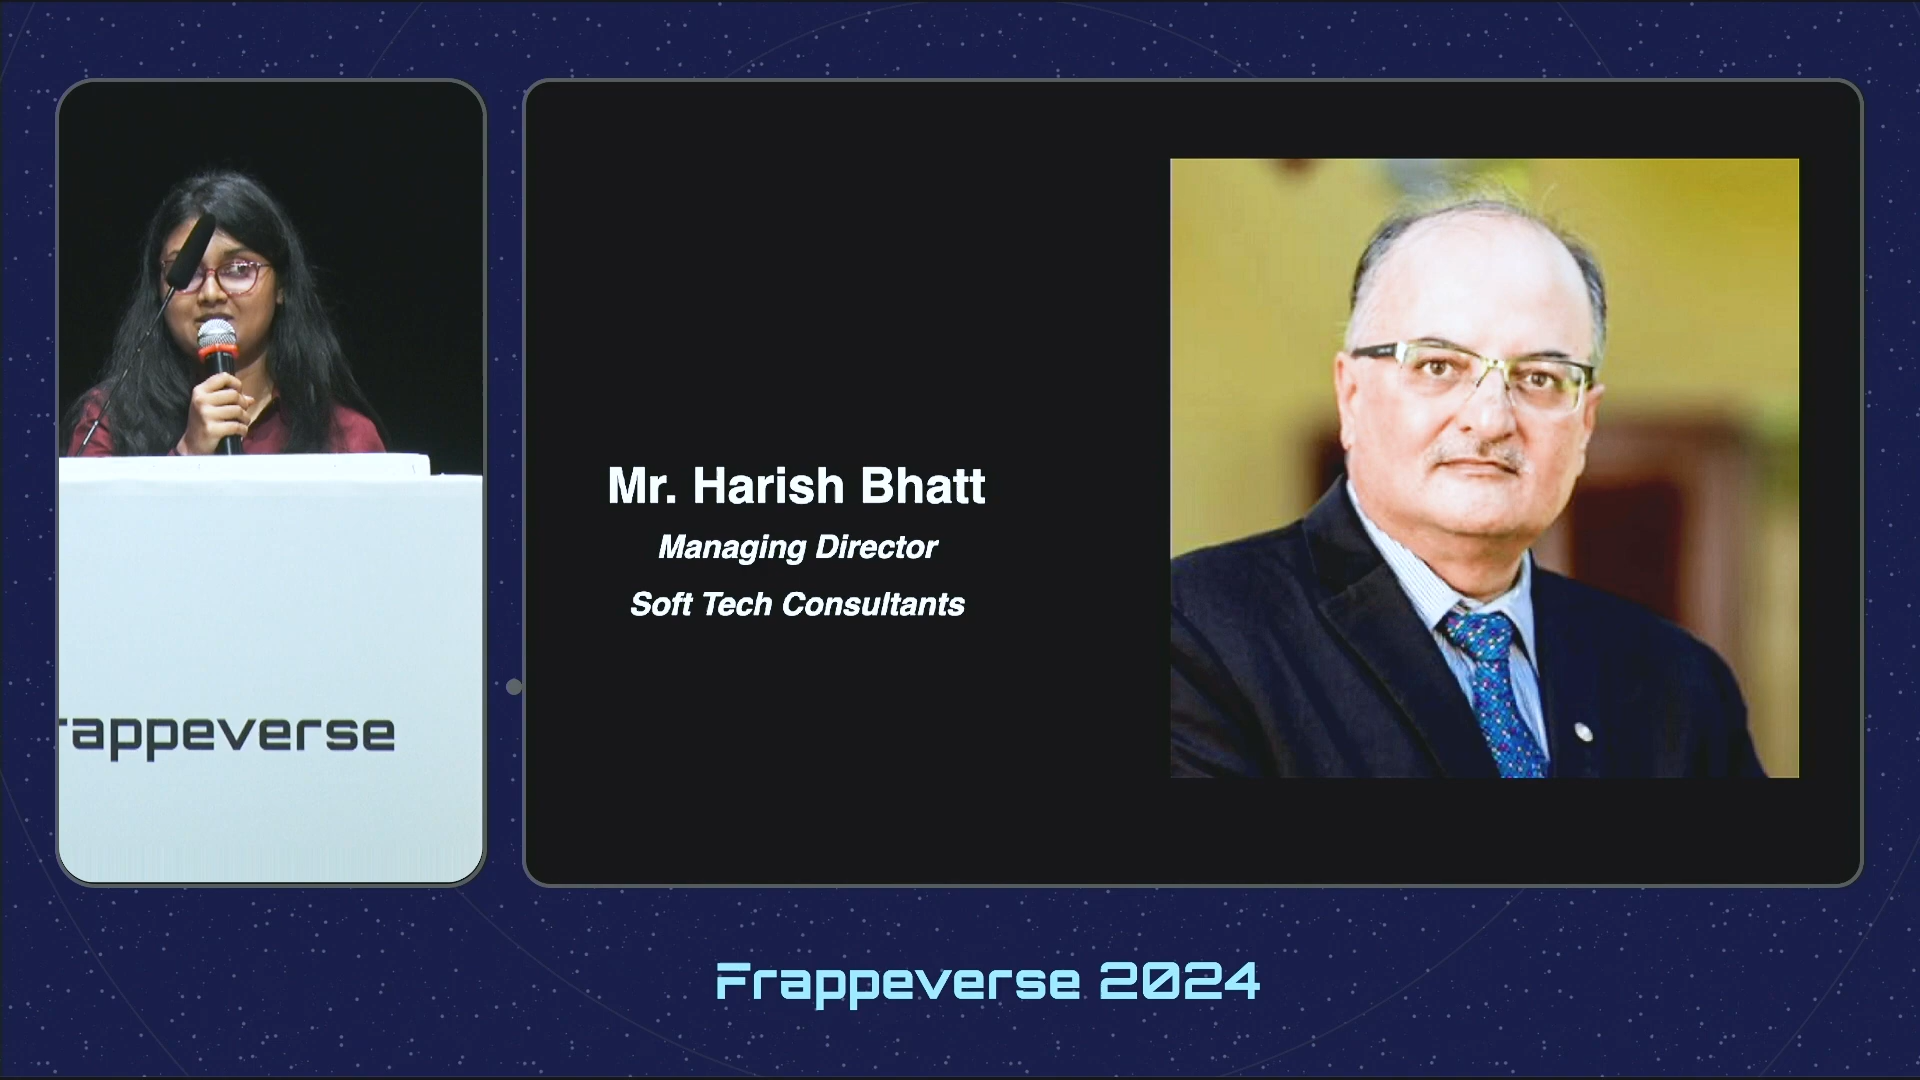 Mr. Harish Bhatt
Managing Director
Soft Tech Consultants
rappeverse
Frappeverse 2024